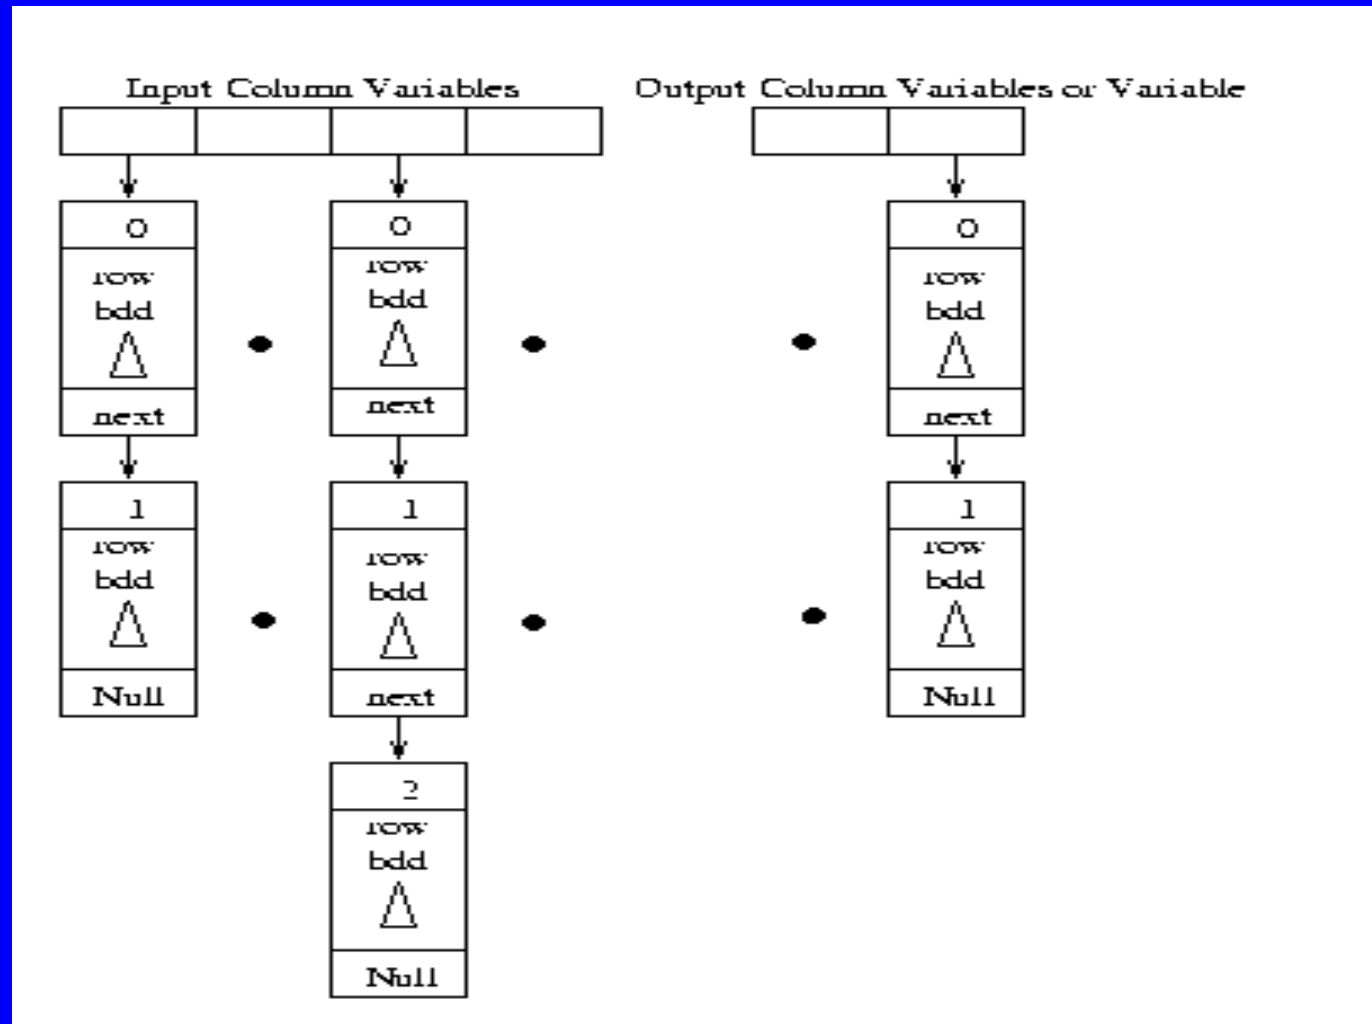 Input Column Variables
Output Column Variables or Variable
0
row
bdd
next
1
row
bdd
Null
0
row
bdd
next
1
row
bdd
next
2
row
bdd
Null
0
row
bdd
next
1
row
bdd
Null